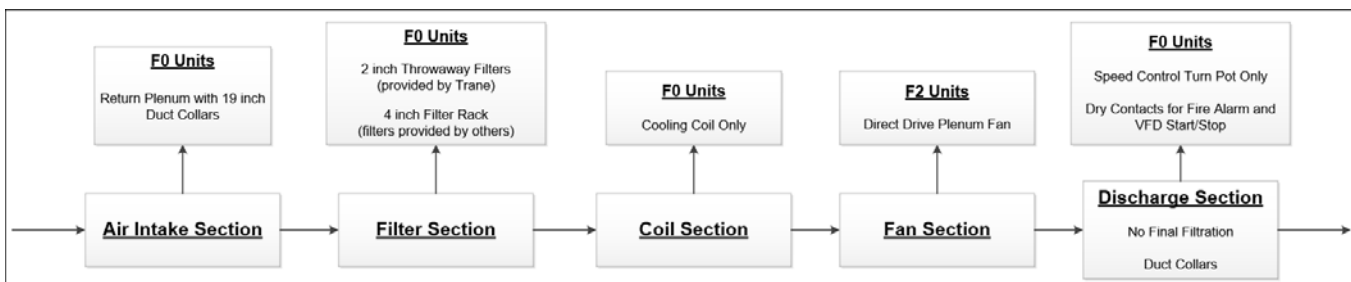 F0 Units
Return Plenum with 19 inch
Duct Collars
F0 Units
2 inch Throwaway Filters
(provided by Trane)
4 inch Filter Rack
(filters provided by others)
F0 Units
Cooling Coil Only
F2 Units
Direct Drive Plenum Fan
F0 Units
Speed Control Turn Pot Only
Dry Contacts for Fire Alarm and
VFD Start/Stop
Air Intake Section
Filter Section
Coil Section
Fan Section
Discharge Section
No Final Filtration
Duct Collars